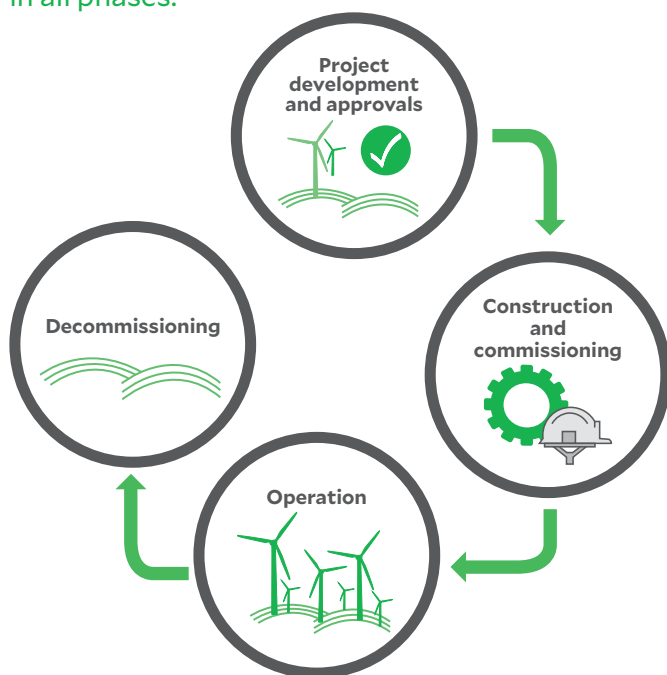 in all phases.
Project
development
and approvals
Construction
and
commissioning
Operation
Decommissioning